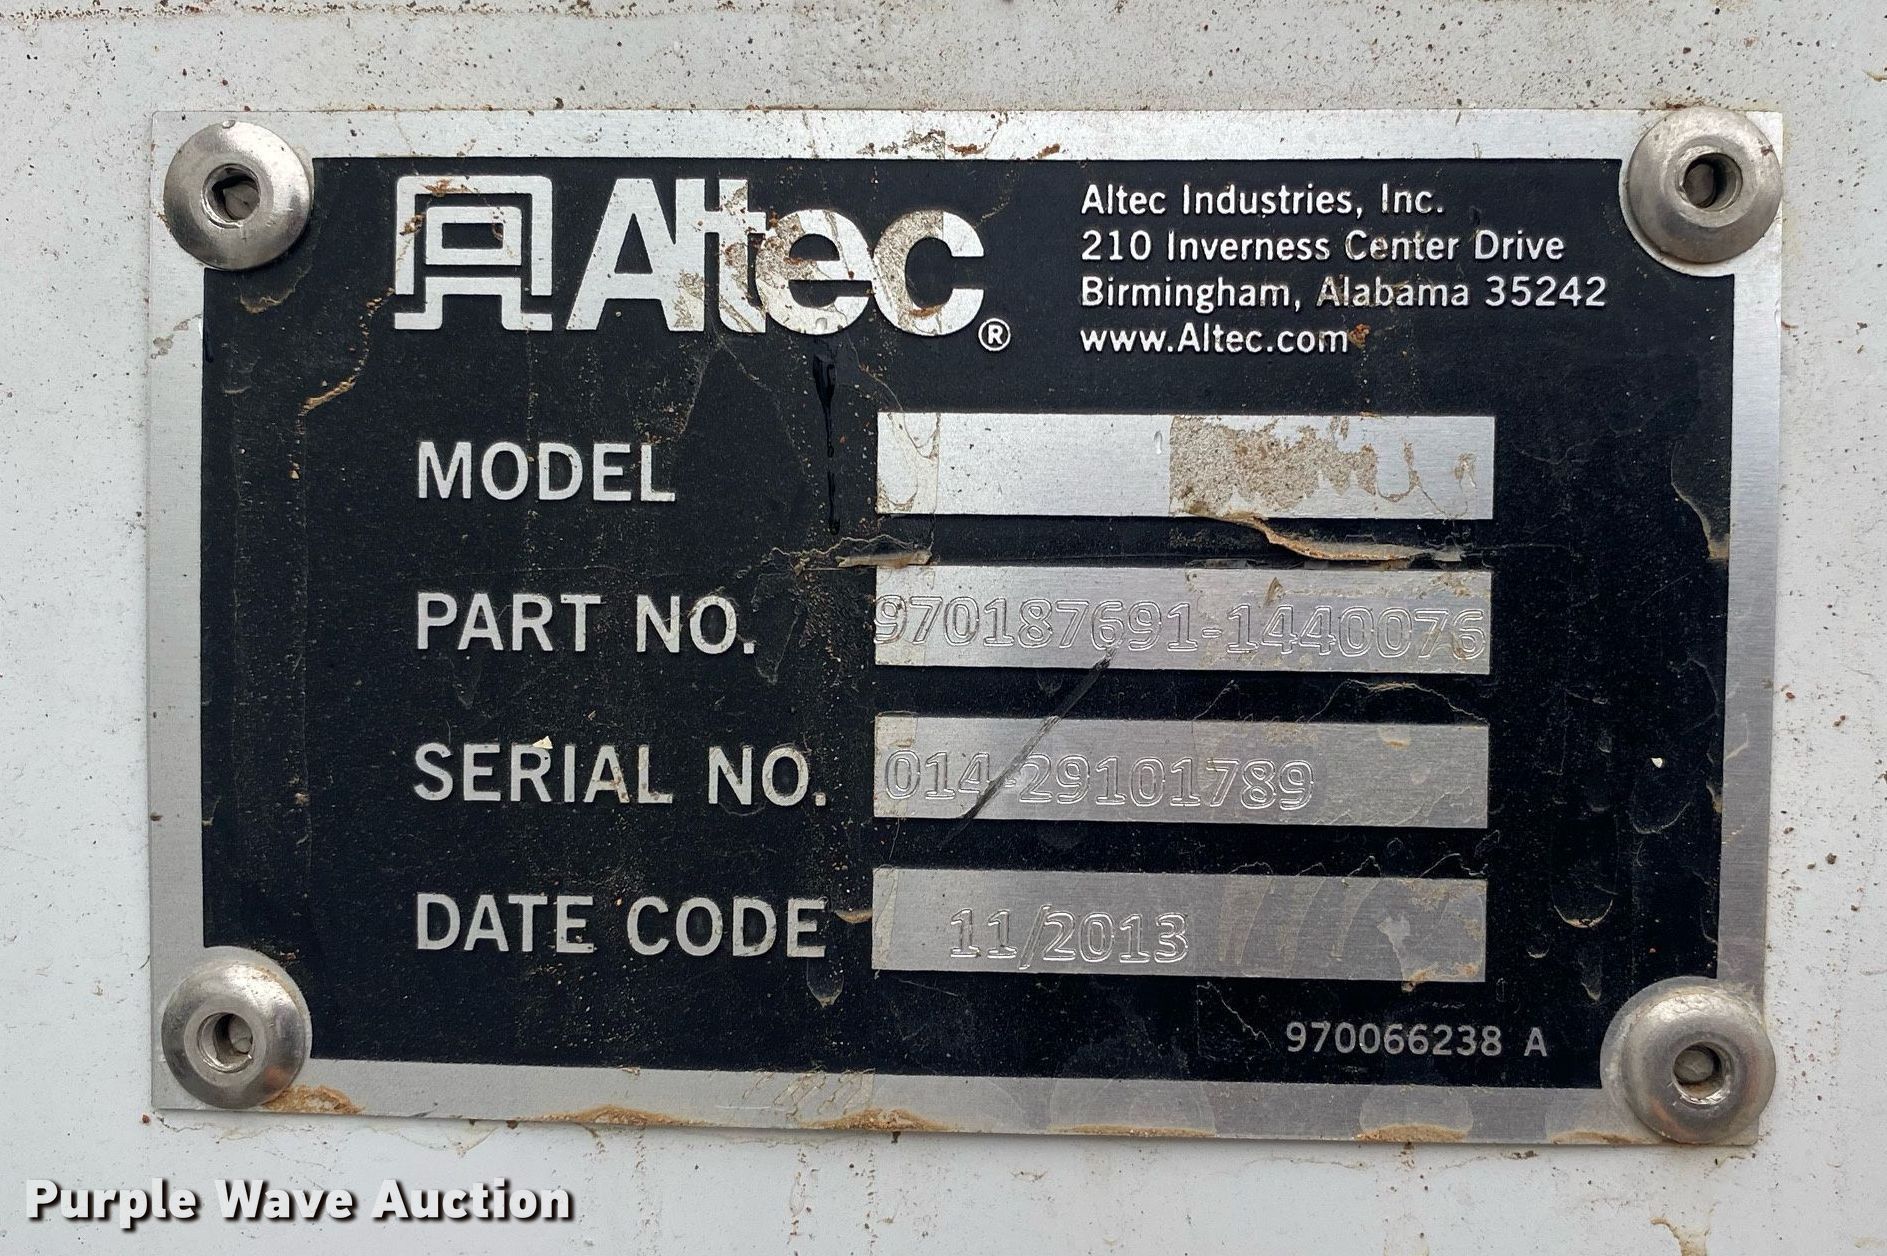 Altec®
Altec Industries, Inc.
210 Inverness Center Drive
Birmingham, Alabama 35242
www.Altec.com
MODEL
PART NO. 970187691-1440076
SERIAL NO. 014-29101789
DATE CODE 11/2013
970066238 A
Purple Wave Auction